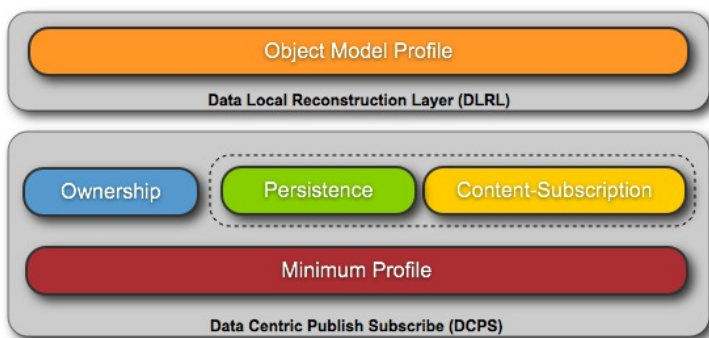 Object Model Profile
Data Local Reconstruction Layer (DLRL)
Ownership
Persistence
Content-Subscription
Minimum Profile
Data Centric Publish Subscribe (DCPS)